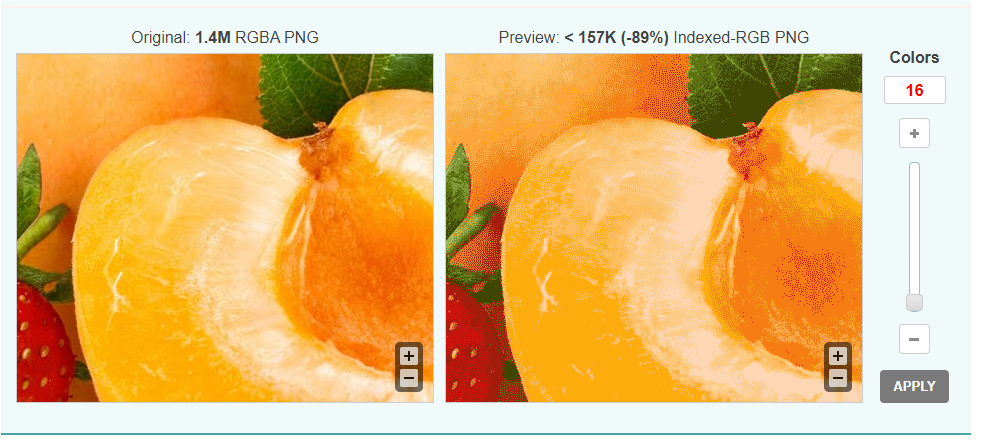 Original: 1.4M RGBA PNG
Preview: < 157K (-89%) Indexed-RGB PNG
Colors
16
+
+
+
−
−
−
APPLY